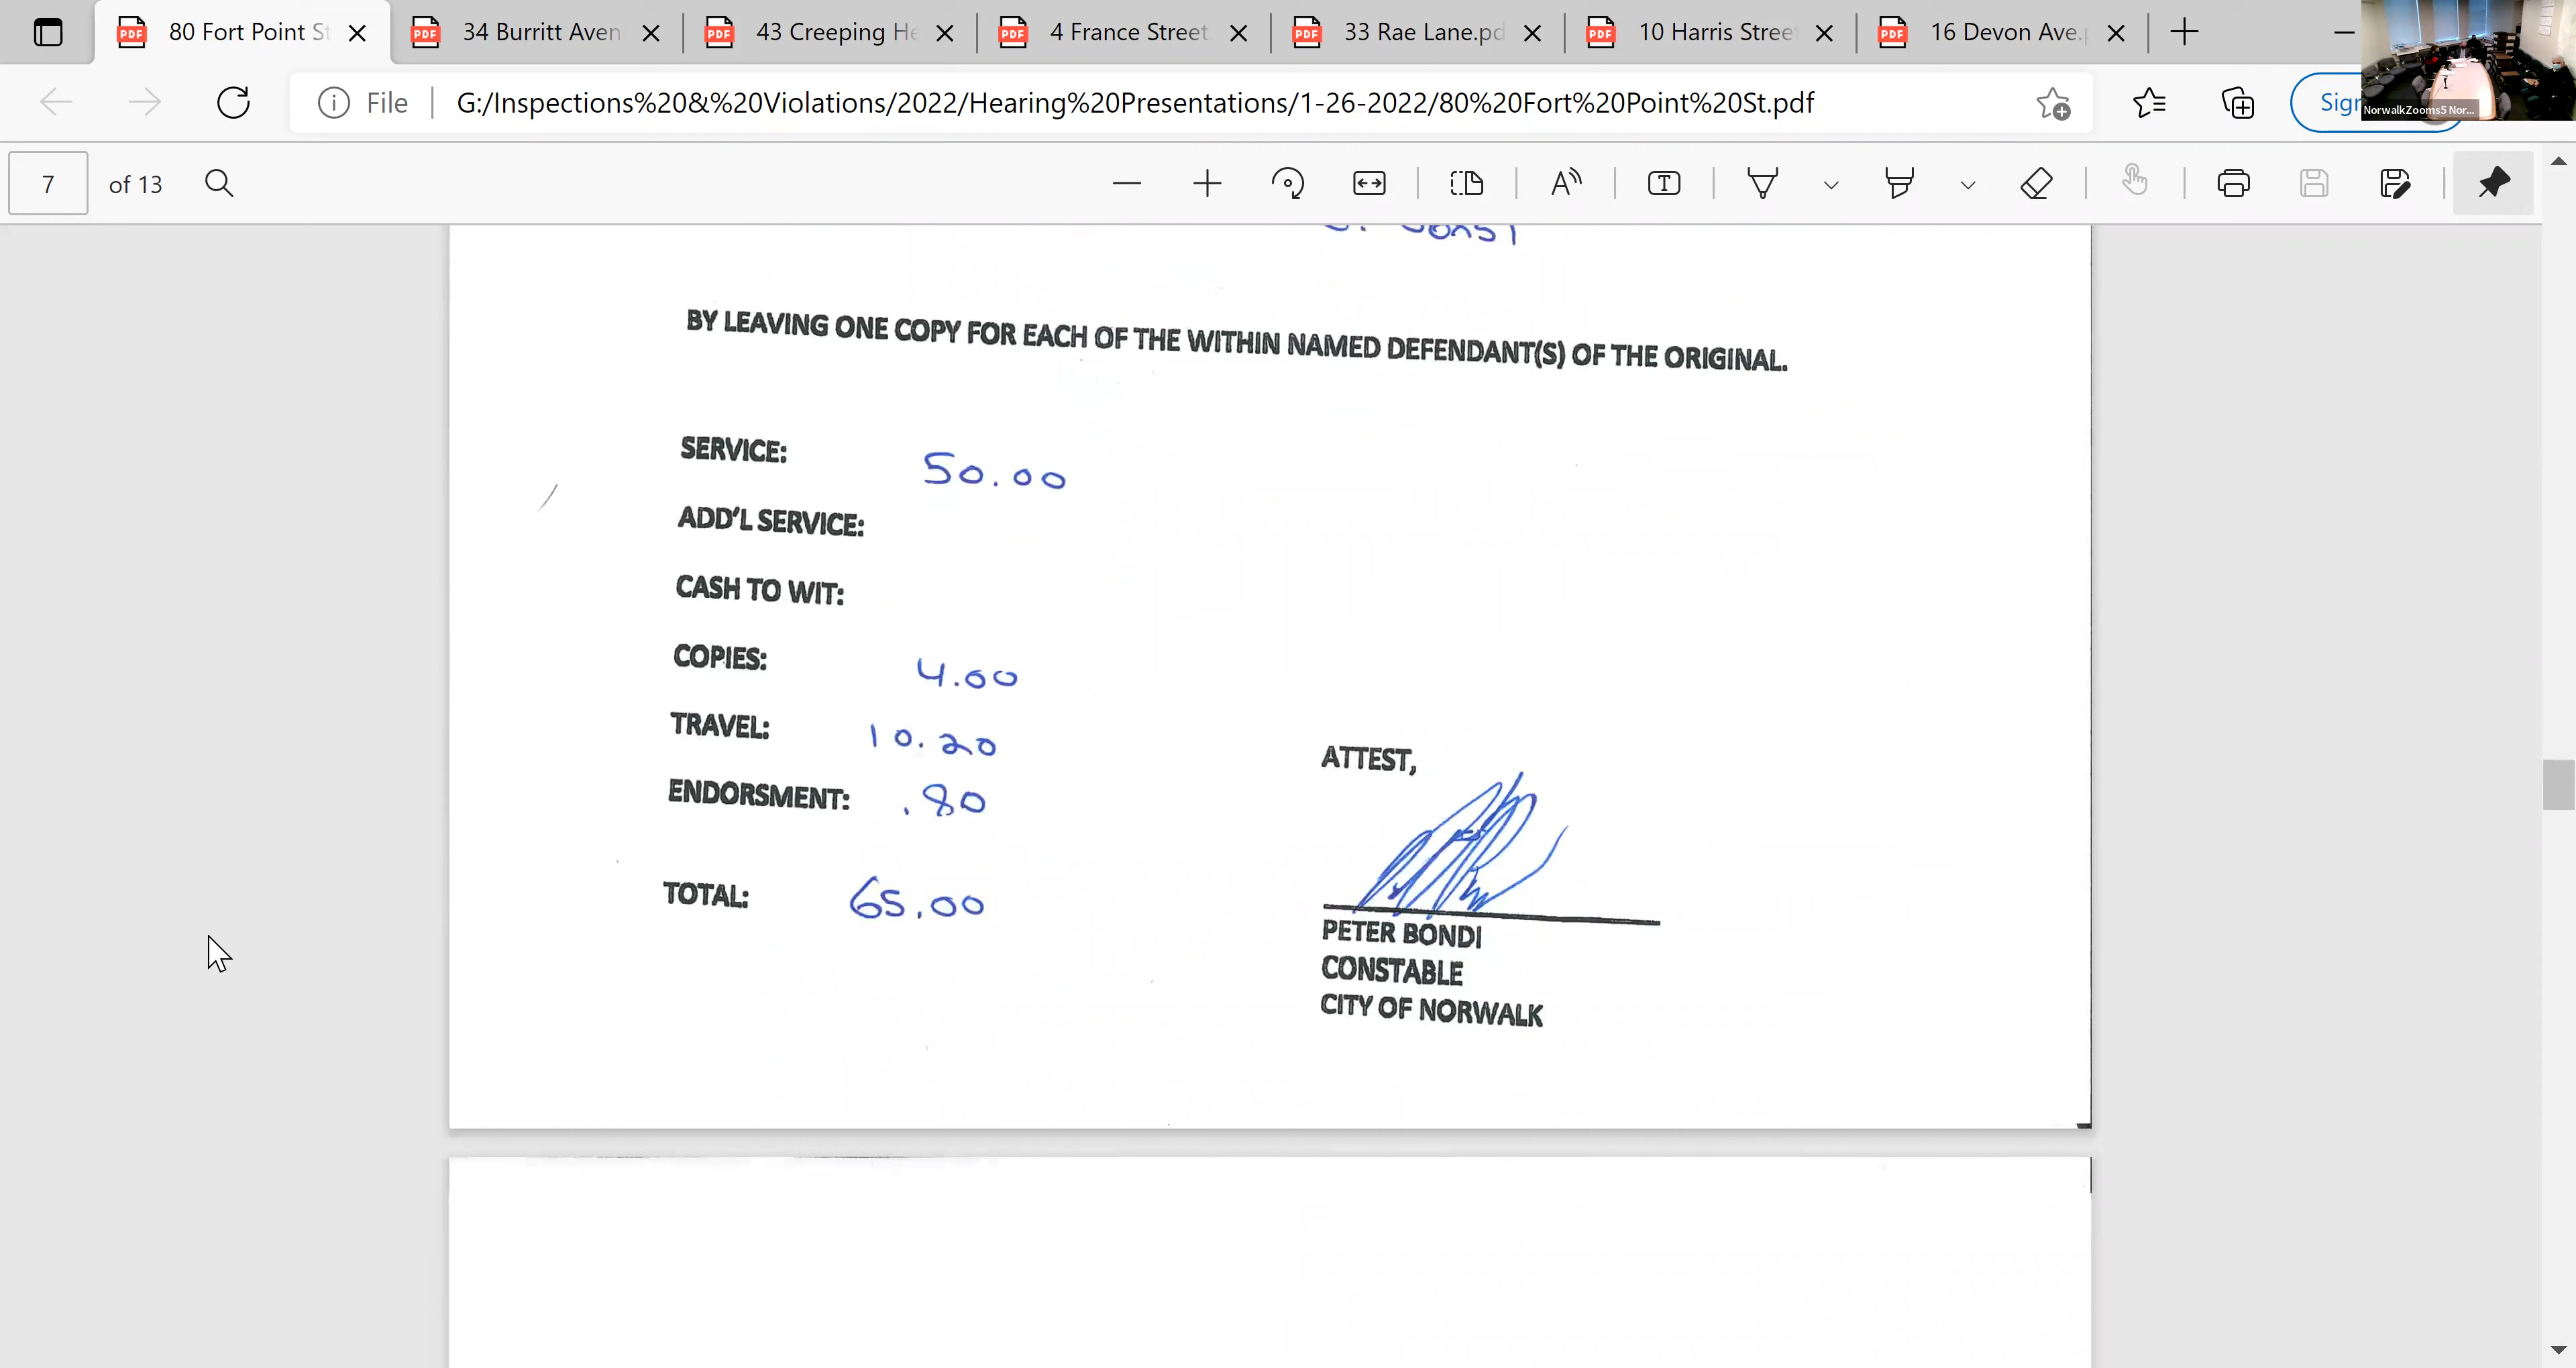 80 Fort Point St
34 Burritt Aven
43 Creeping He
4 France Street
33 Rae Lane.pd
10 Harris Stree
16 Devon Ave.p
File
G:/Inspections%20&%20Violations/2022/Hearing%20Presentations/1-26-2022/80%20Fort%20Point%20St.pdf
Sign
NorwalkZooms5 Nor...
7 of 13
BY LEAVING ONE COPY FOR EACH OF THE WITHIN NAMED DEFENDANT(S) OF THE ORIGINAL.
SERVICE: 50.00
ADD'L SERVICE:
CASH TO WIT:
COPIES: 4.00
TRAVEL: 10.20
ENDORSMENT: .80
TOTAL: 65.00
ATTEST,
PETER BONDI
CONSTABLE
CITY OF NORWALK